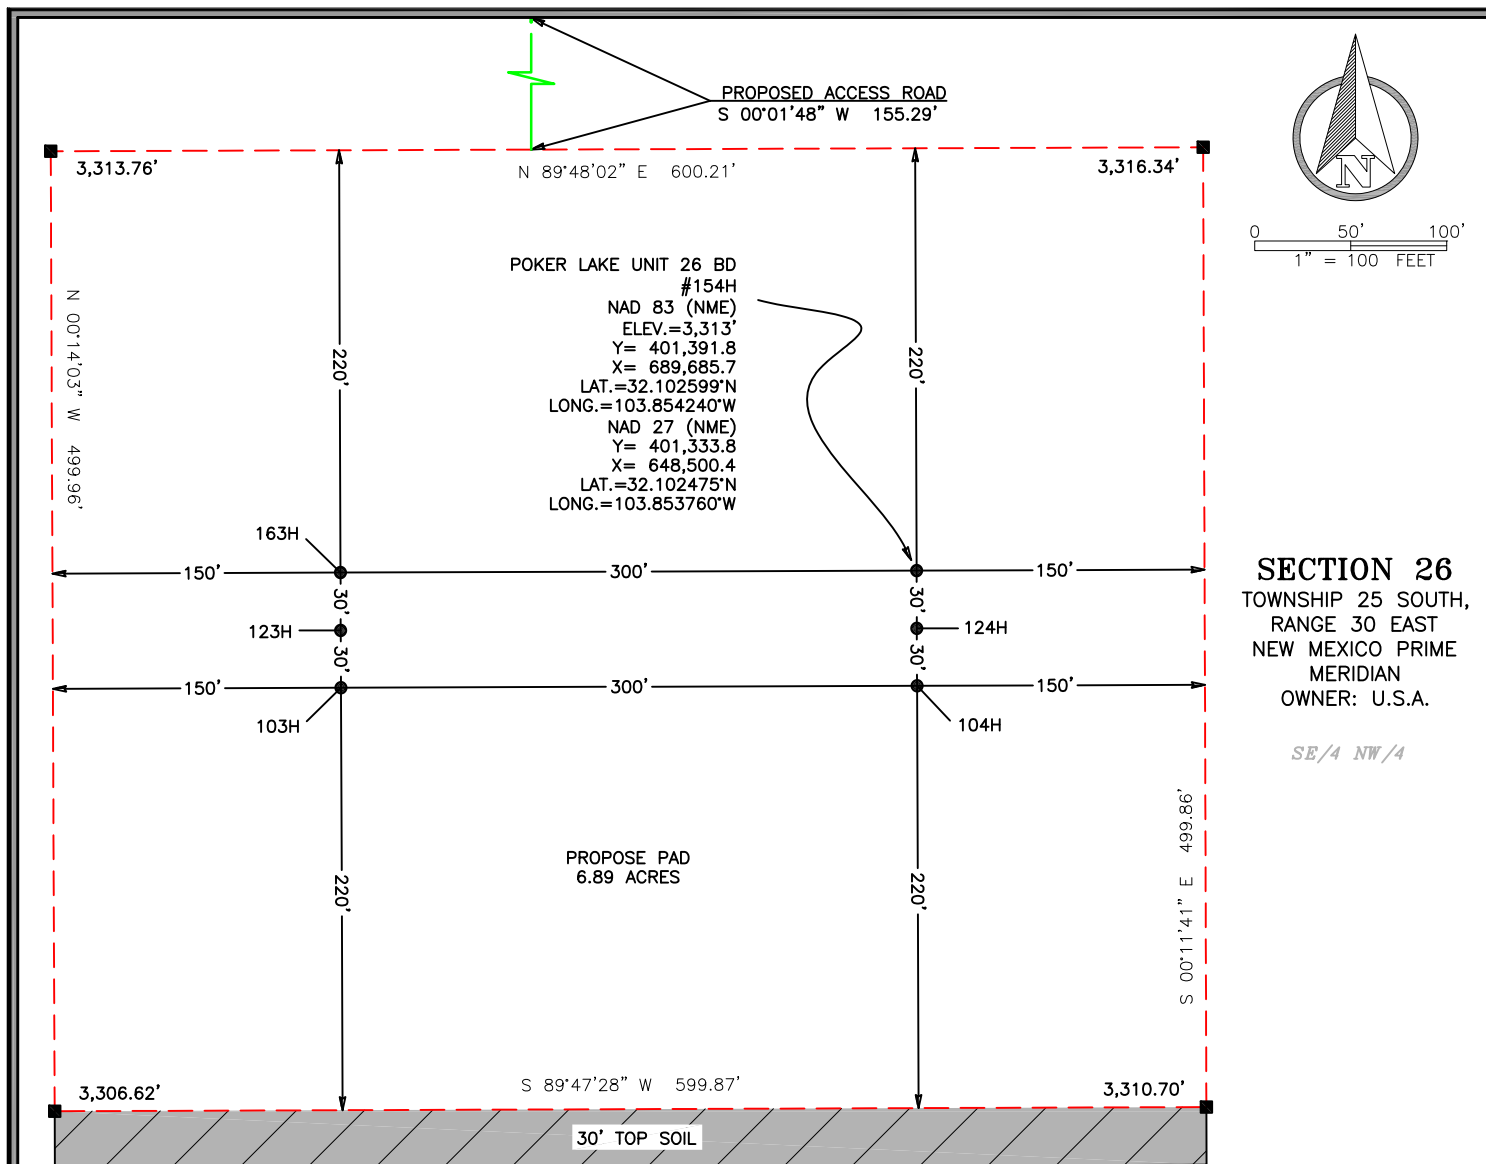 PROPOSED ACCESS ROAD
S 00°01'48" W 155.29'
3,313.76'
N 89°48'02" E 600.21'
3,316.34'
N
0 50' 100'
1" = 100 FEET
POKER LAKE UNIT 26 BD
#154H
NAD 83 (NME)
ELEV.=3,313'
Y= 401,391.8
X= 689,685.7
LAT.=32.102599°N
LONG.=103.854240°W
NAD 27 (NME)
Y= 401,333.8
X= 648,500.4
LAT.=32.102475°N
LONG.=103.853760°W
N 00°14'03" W 499.96'
220'
220'
163H
150'
300'
150'
30'
30'
123H
124H
30'
30'
150'
300'
150'
103H
104H
SECTION 26
TOWNSHIP 25 SOUTH,
RANGE 30 EAST
NEW MEXICO PRIME
MERIDIAN
OWNER: U.S.A.
SE/4 NW/4
PROPOSE PAD
6.89 ACRES
220'
220'
S 00°11'41" E 499.86'
3,306.62'
S 89°47'28" W 599.87'
3,310.70'
30' TOP SOIL